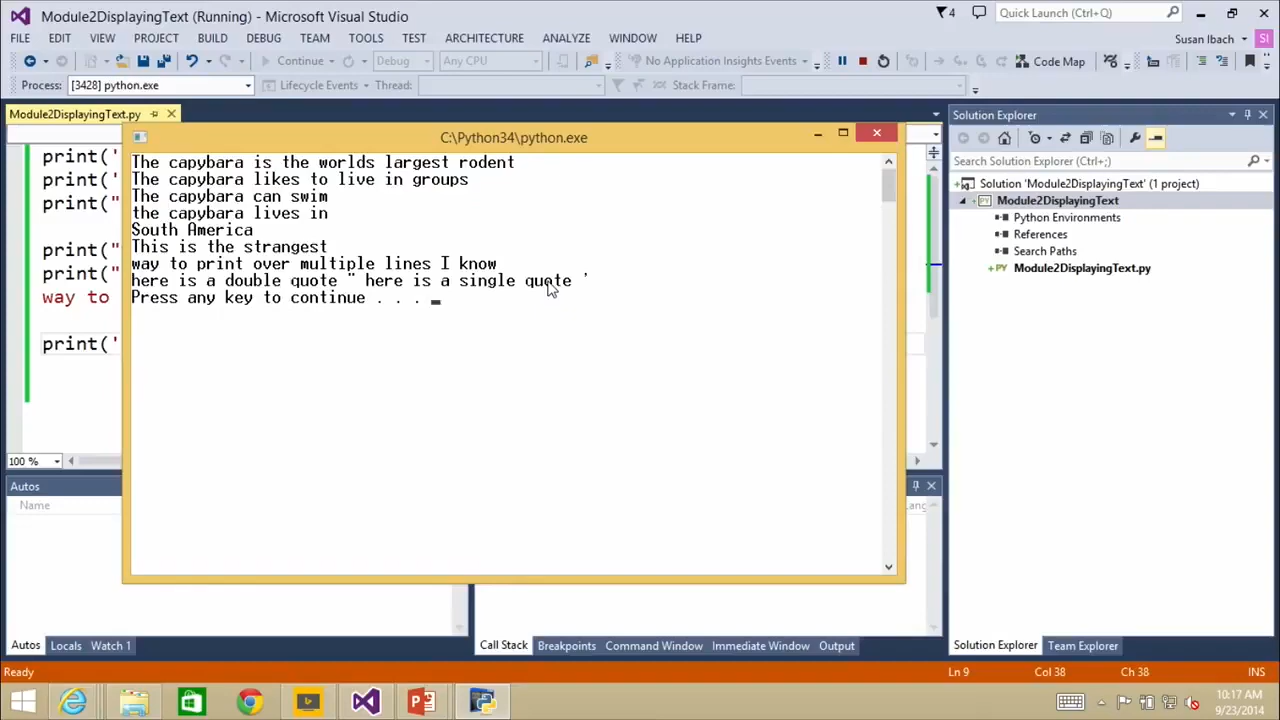 Module2DisplayingText (Running) - Microsoft Visual Studio
4
Quick Launch (Ctrl+Q)
FILE EDIT VIEW PROJECT BUILD DEBUG TEAM TOOLS TEST ARCHITECTURE ANALYZE WINDOW HELP
Susan Ibach SI
Continue Debug Any CPU No Application Insights Events Code Map
Process: [3428] python.exe Lifecycle Events Thread: Stack Frame:
Module2DisplayingText.py
Solution Explorer
C:\Python34\python.exe
print('
print('
print("
print("
print("
way to
print('
The capybara is the worlds largest rodent
The capybara likes to live in groups
The capybara can swim
the capybara lives in
South America
This is the strangest
way to print over multiple lines I know
here is a double quote " here is a single quote '
Press any key to continue . . . _
Search Solution Explorer (Ctrl+;)
Solution 'Module2DisplayingText' (1 project)
Module2DisplayingText
Python Environments
References
Search Paths
Module2DisplayingText.py
100 %
Autos
Name
Lang
Autos Locals Watch 1
Call Stack Breakpoints Command Window Immediate Window Output
Solution Explorer Team Explorer
Ready
Ln 9 Col 38 Ch 38 INS
10:17 AM
9/23/2014